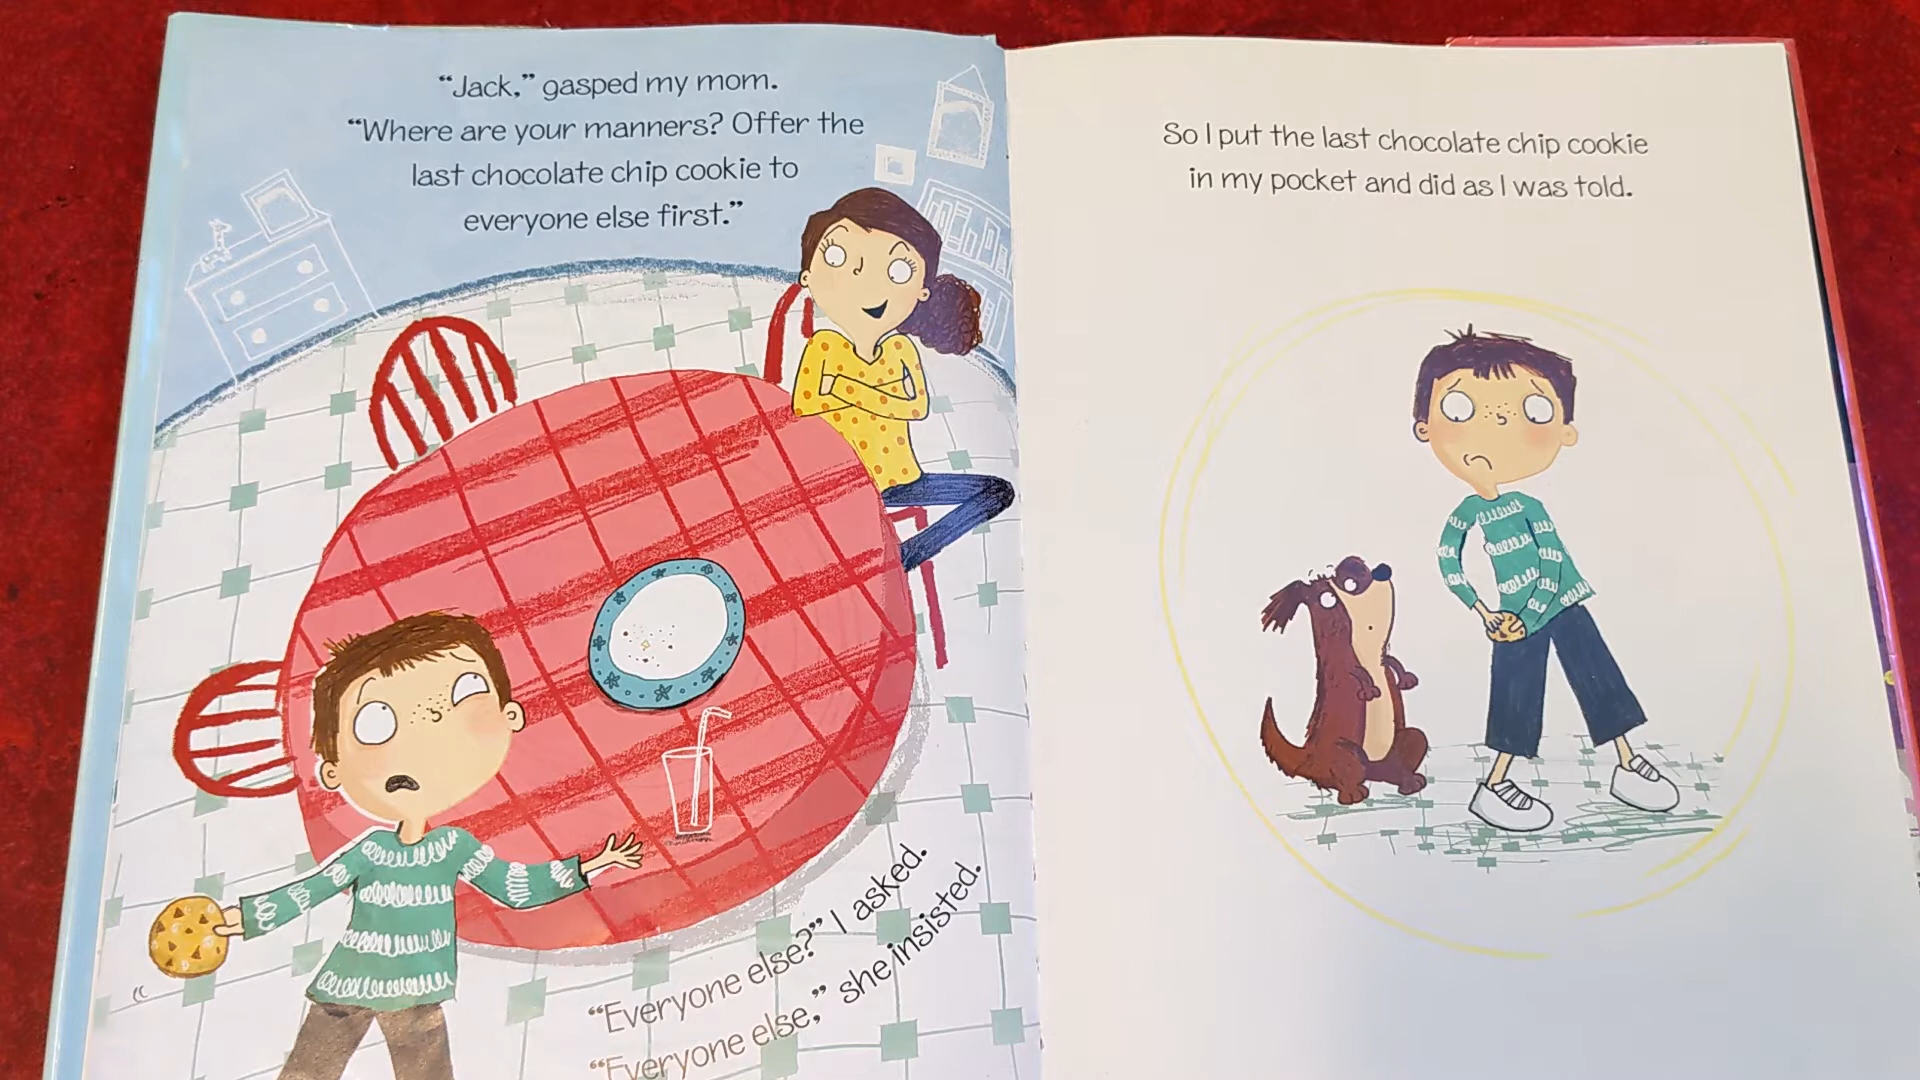 “Jack,” gasped my mom.
“Where are your manners? Offer the
last chocolate chip cookie to
everyone else first.”
“Everyone else?” I asked.
“Everyone else,” she insisted.
So I put the last chocolate chip cookie
in my pocket and did as I was told.